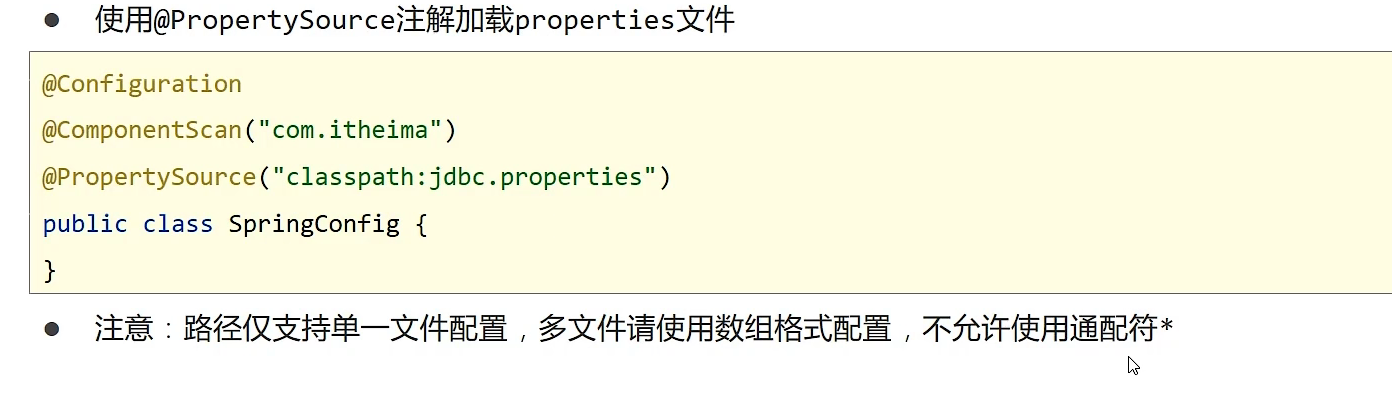 ● 使用@PropertySource注解加载properties文件
@Configuration
@ComponentScan("com.itheima")
@PropertySource("classpath:jdbc.properties")
public class SpringConfig {
}
● 注意：路径仅支持单一文件配置，多文件请使用数组格式配置，不允许使用通配符*